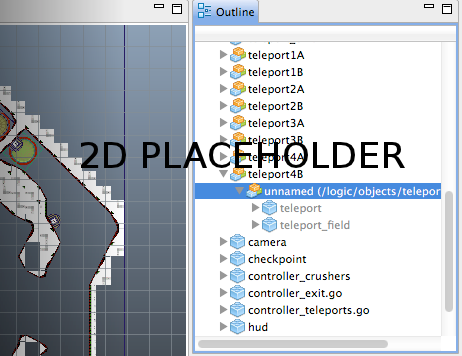 Outline
teleport1A
teleport1B
teleport2A
teleport2B
teleport3A
teleport3B
2D PLACEHOLDER
teleport4A
teleport4B
unnamed (/logic/objects/telepor
teleport
teleport_field
camera
checkpoint
controller_crushers
controller_exit.go
controller_teleports.go
hud